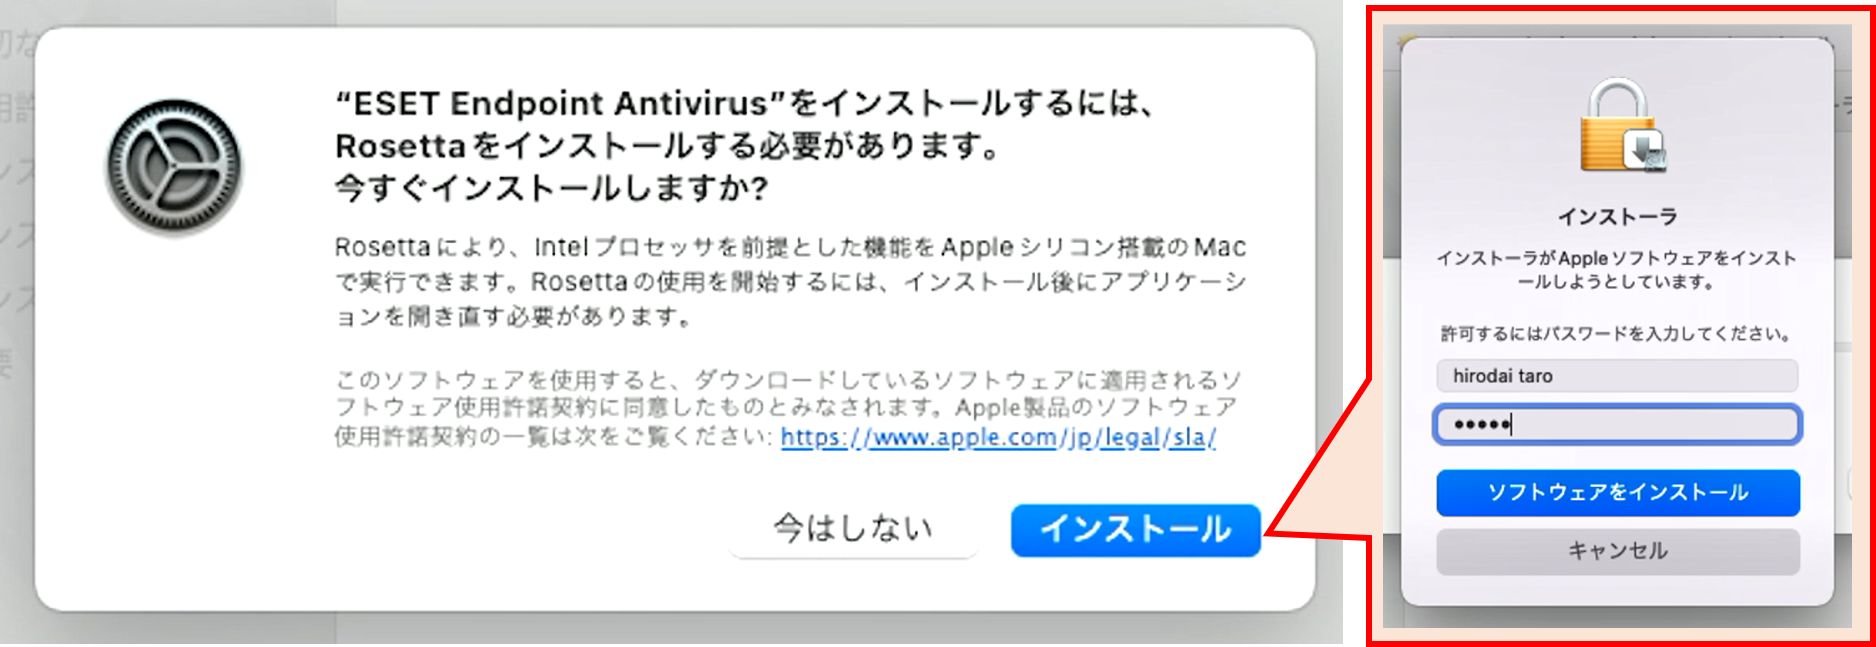 “ESET Endpoint Antivirus”をインストールするには、
Rosettaをインストールする必要があります。
今すぐインストールしますか?
Rosettaにより、Intelプロセッサを前提とした機能をAppleシリコン搭載のMac
で実行できます。Rosettaの使用を開始するには、インストール後にアプリケーシ
ョンを開き直す必要があります。
このソフトウェアを使用すると、ダウンロードしているソフトウェアに適用されるソ
フトウェア使用許諾契約に同意したものとみなされます。Apple製品のソフトウェア
使用許諾契約の一覧は次をご覧ください: https://www.apple.com/jp/legal/sla/
今はしない
インストール
インストーラ
インストーラがAppleソフトウェアをインスト
ールしようとしています。
許可するにはパスワードを入力してください。
hirodai taro
•••••
ソフトウェアをインストール
キャンセル